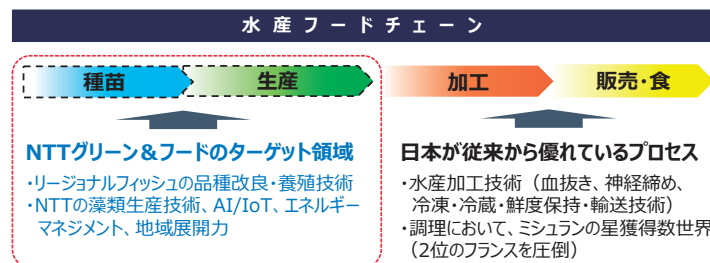 水産フードチェーン
種苗
生産
加工
販売・食
NTTグリーン＆フードのターゲット領域
・リージョナルフィッシュの品種改良・養殖技術
・NTTの藻類生産技術、AI/IoT、エネルギー
マネジメント、地域展開力
日本が従来から優れているプロセス
・水産加工技術（血抜き、神経締め、
冷凍・冷蔵・鮮度保持・輸送技術）
・調理において、ミシュランの星獲得数世界
（2位のフランスを圧倒）